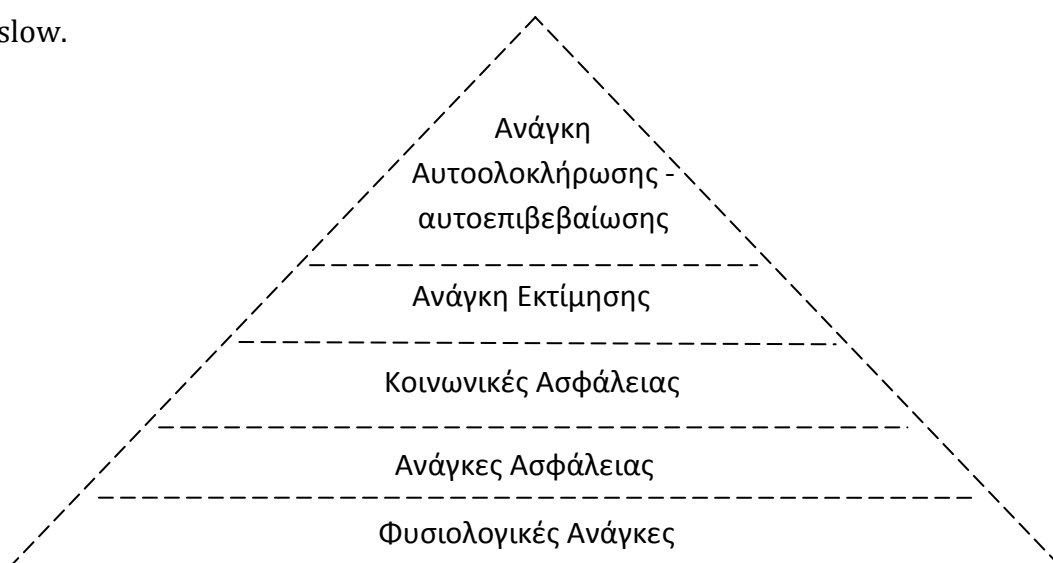 slow.
Ανάγκη
Αυτοολοκλήρωσης -
αυτοεπιβεβαίωσης
Ανάγκη Εκτίμησης
Κοινωνικές Ασφάλειας
Ανάγκες Ασφάλειας
Φυσιολογικές Ανάγκες